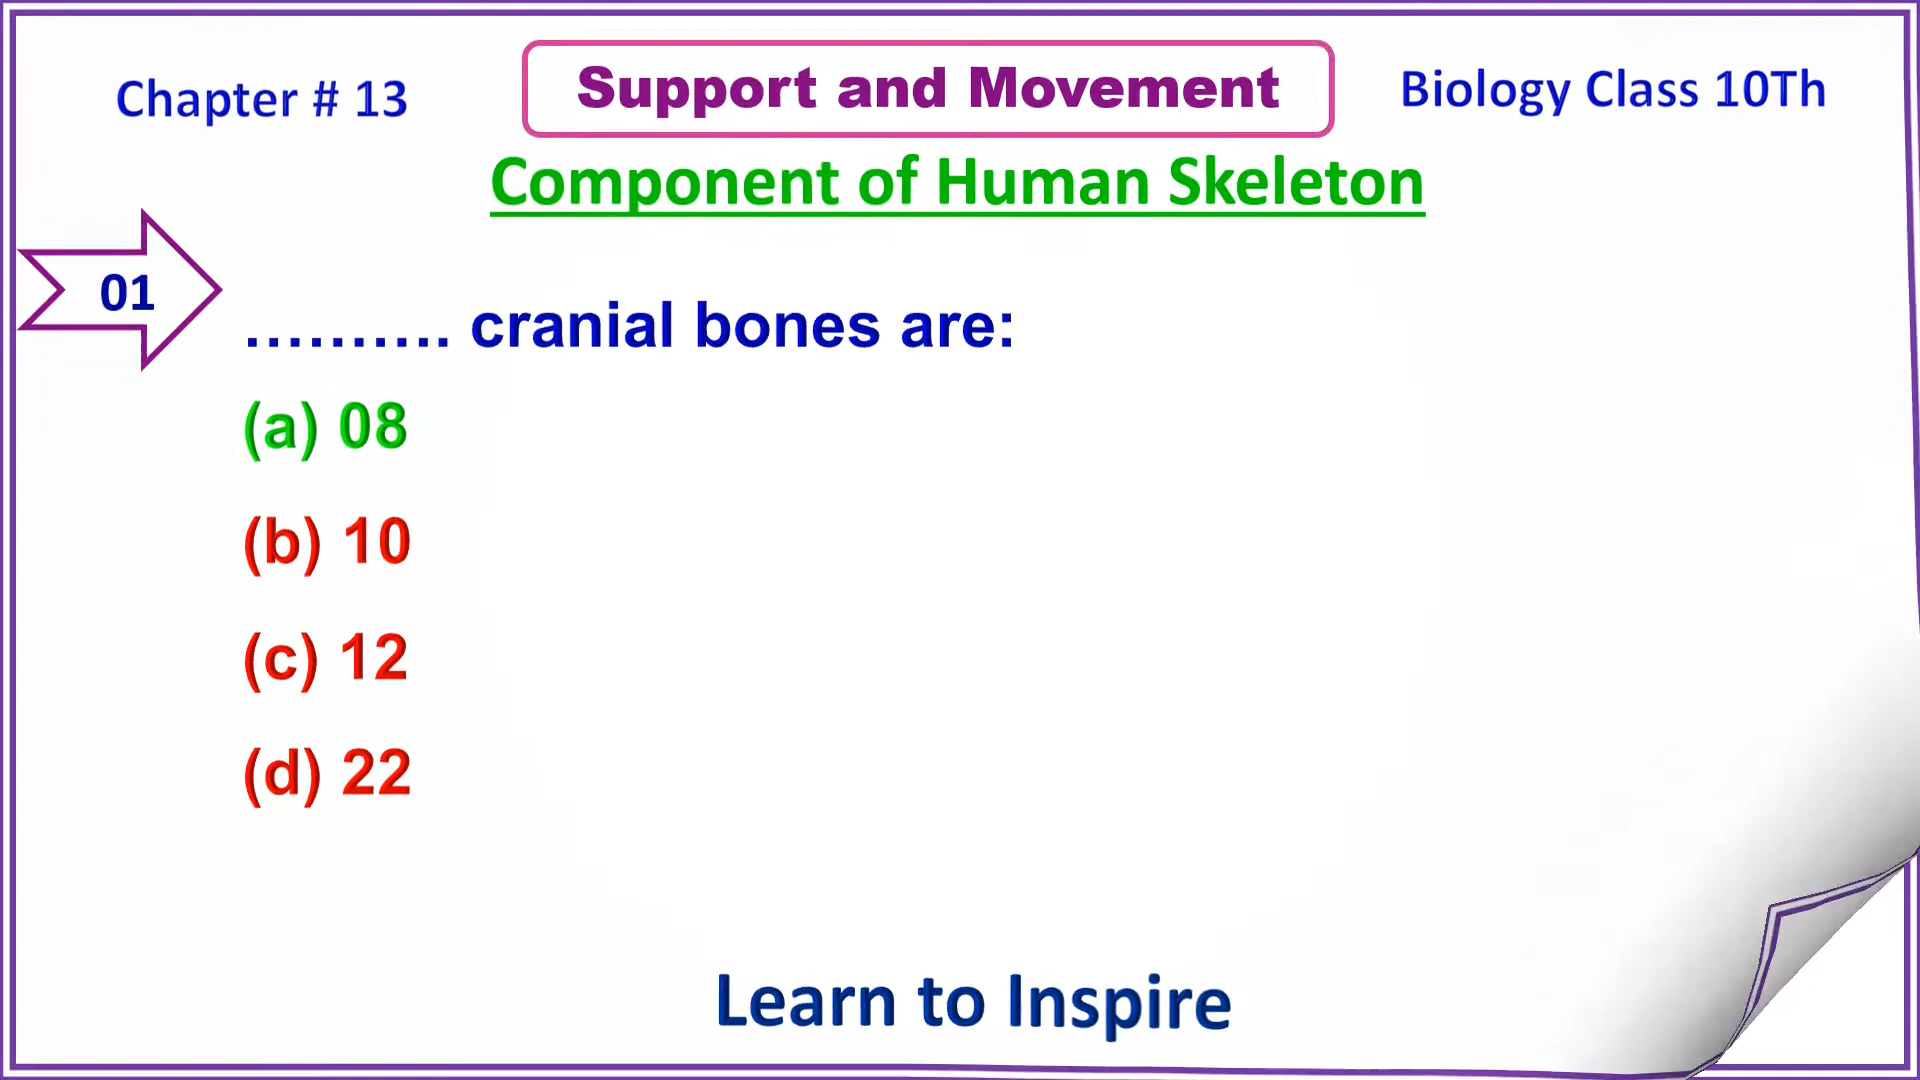 Chapter # 13
Support and Movement
Biology Class 10Th
Component of Human Skeleton
01
………. cranial bones are:
(a) 08
(b) 10
(c) 12
(d) 22
Learn to Inspire